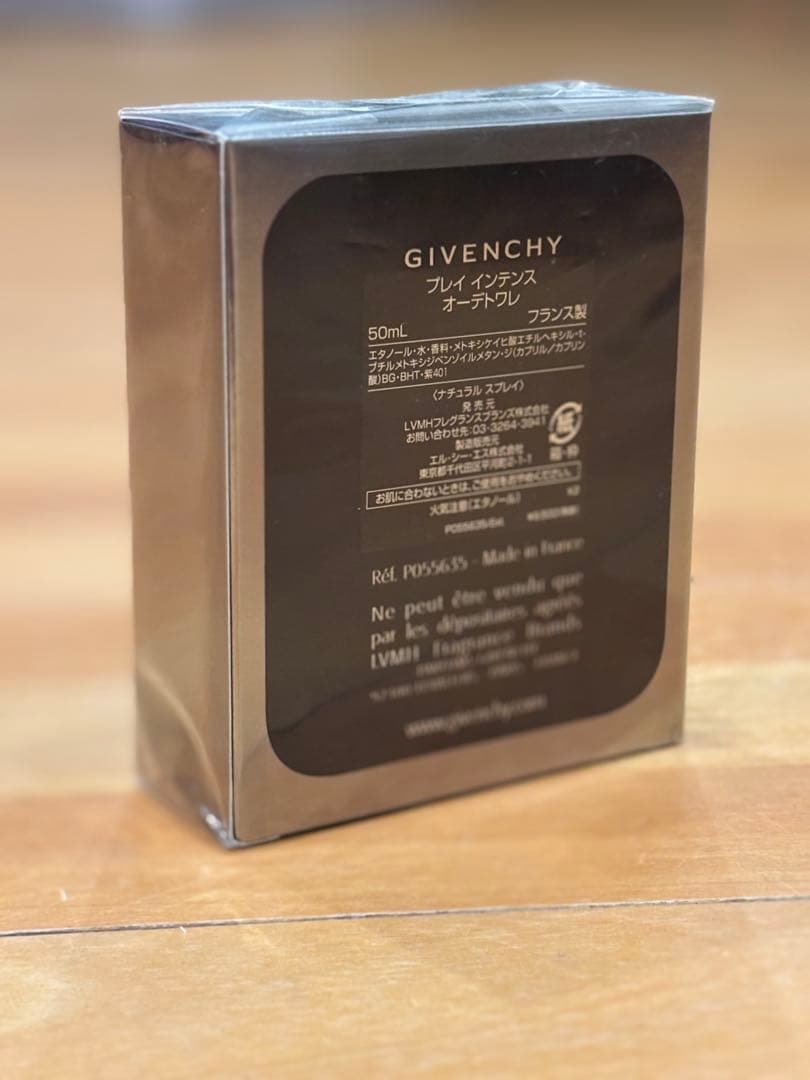 GIVENCHY
プレイ インテンス
オーデトワレ
50mL フランス製
エタノール・水・香料・メトキシケイヒ酸エチルヘキシル・t-
ブチルメトキシジベンゾイルメタン・ジ(カプリル/カプリン
酸)BG・BHT・紫401
〈ナチュラル スプレイ〉
発売元
LVMHフレグランスブランズ株式会社
お問い合わせ先:03-3264-3941
製造販売元
エル・シー・エス株式会社
東京都千代田区平河町2-1-1
紙
箱・枠
お肌に合わないときは、ご使用をおやめください。
火気注意(エタノール)
Réf. P055635 - Made in France
Ne peut être vendu que
par les dépositaires agréés
LVMH Fragrance Brands
www.givenchy.com